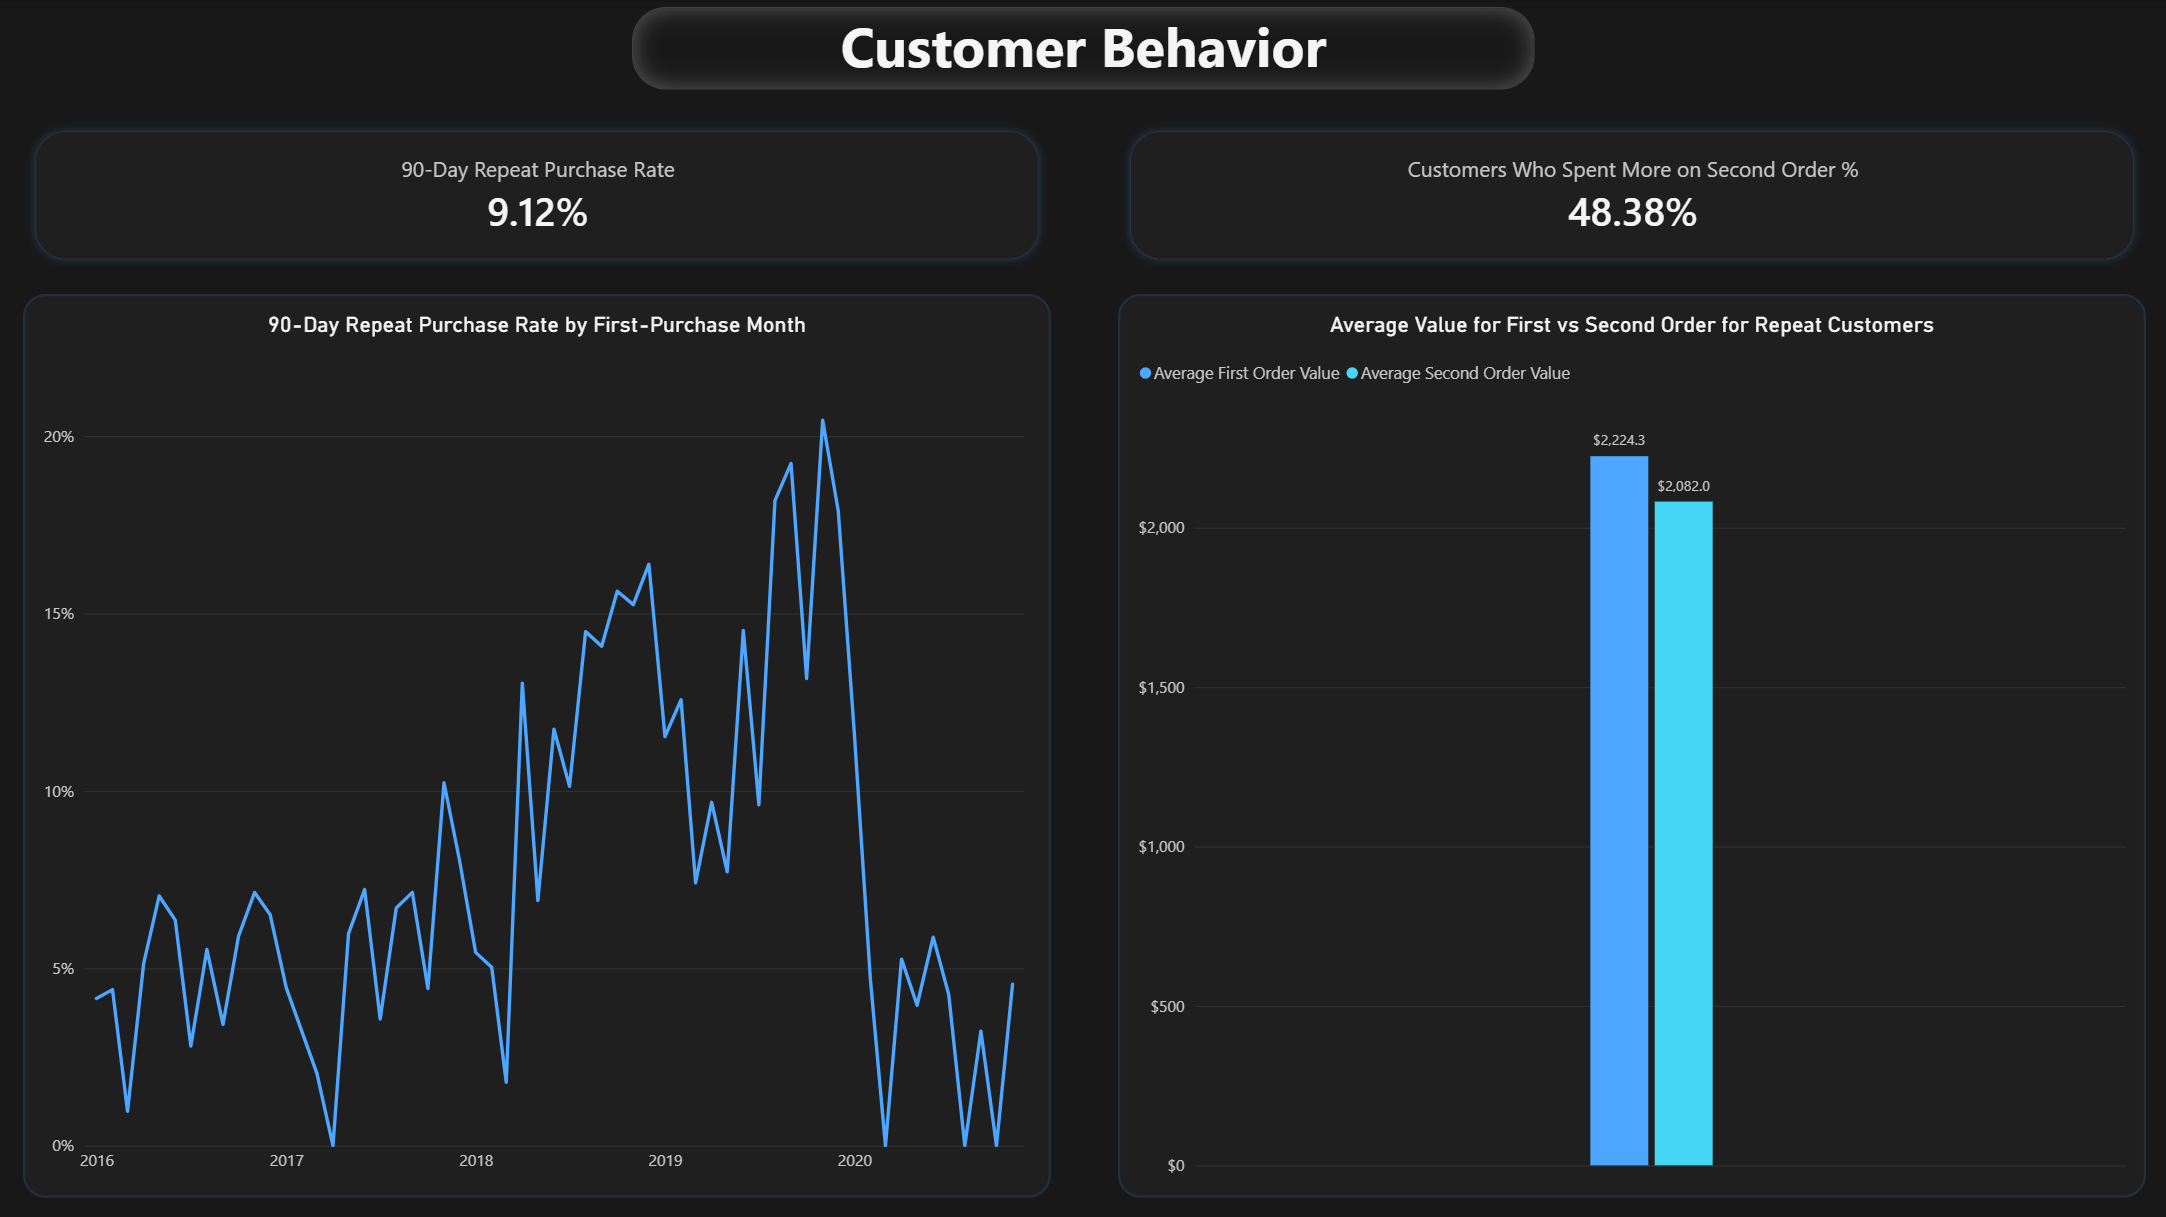 Customer Behavior
90-Day Repeat Purchase Rate
9.12%
Customers Who Spent More on Second Order %
48.38%
90-Day Repeat Purchase Rate by First-Purchase Month
20%
15%
10%
5%
0%
2016 2017 2018 2019 2020
Average Value for First vs Second Order for Repeat Customers
Average First Order Value Average Second Order Value
$2,224.3
$2,082.0
$2,000
$1,500
$1,000
$500
$0